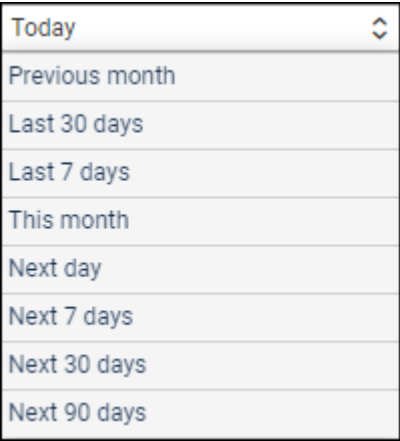 Today
Previous month
Last 30 days
Last 7 days
This month
Next day
Next 7 days
Next 30 days
Next 90 days